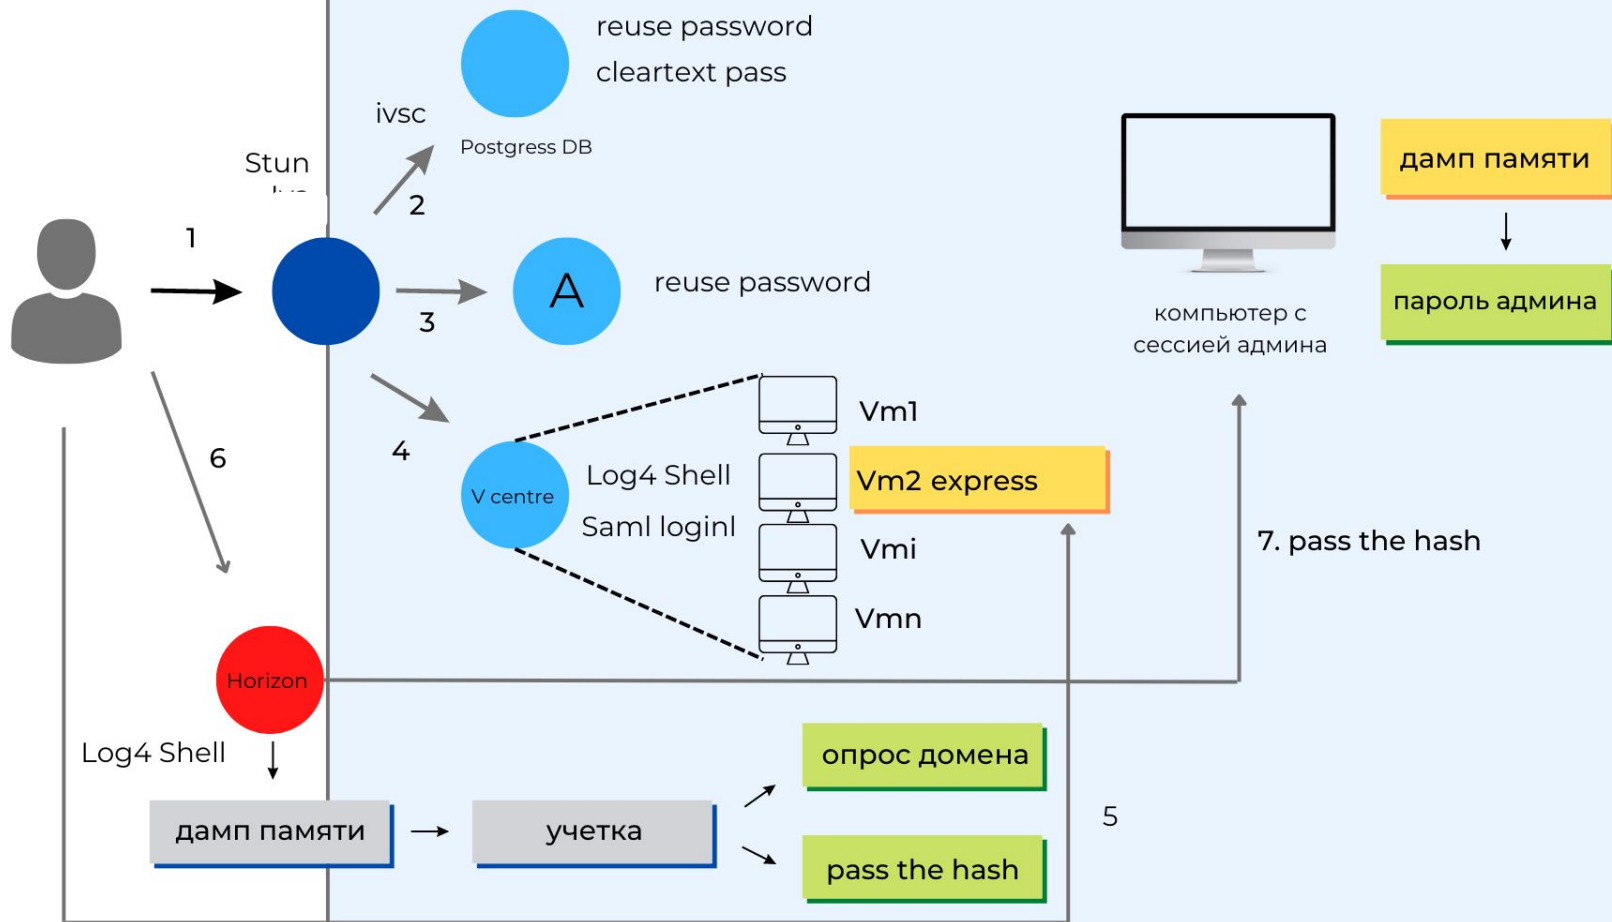 reuse password
cleartext pass
ivsc
Postgress DB
Stun
2
1
3
A
reuse password
4
6
V centre
Log4 Shell
Saml loginl
Vm1
Vm2 express
Vmi
Vmn
компьютер с
сессией админа
дамп памяти
пароль админа
7. pass the hash
Horizon
Log4 Shell
дамп памяти
учетка
опрос домена
pass the hash
5